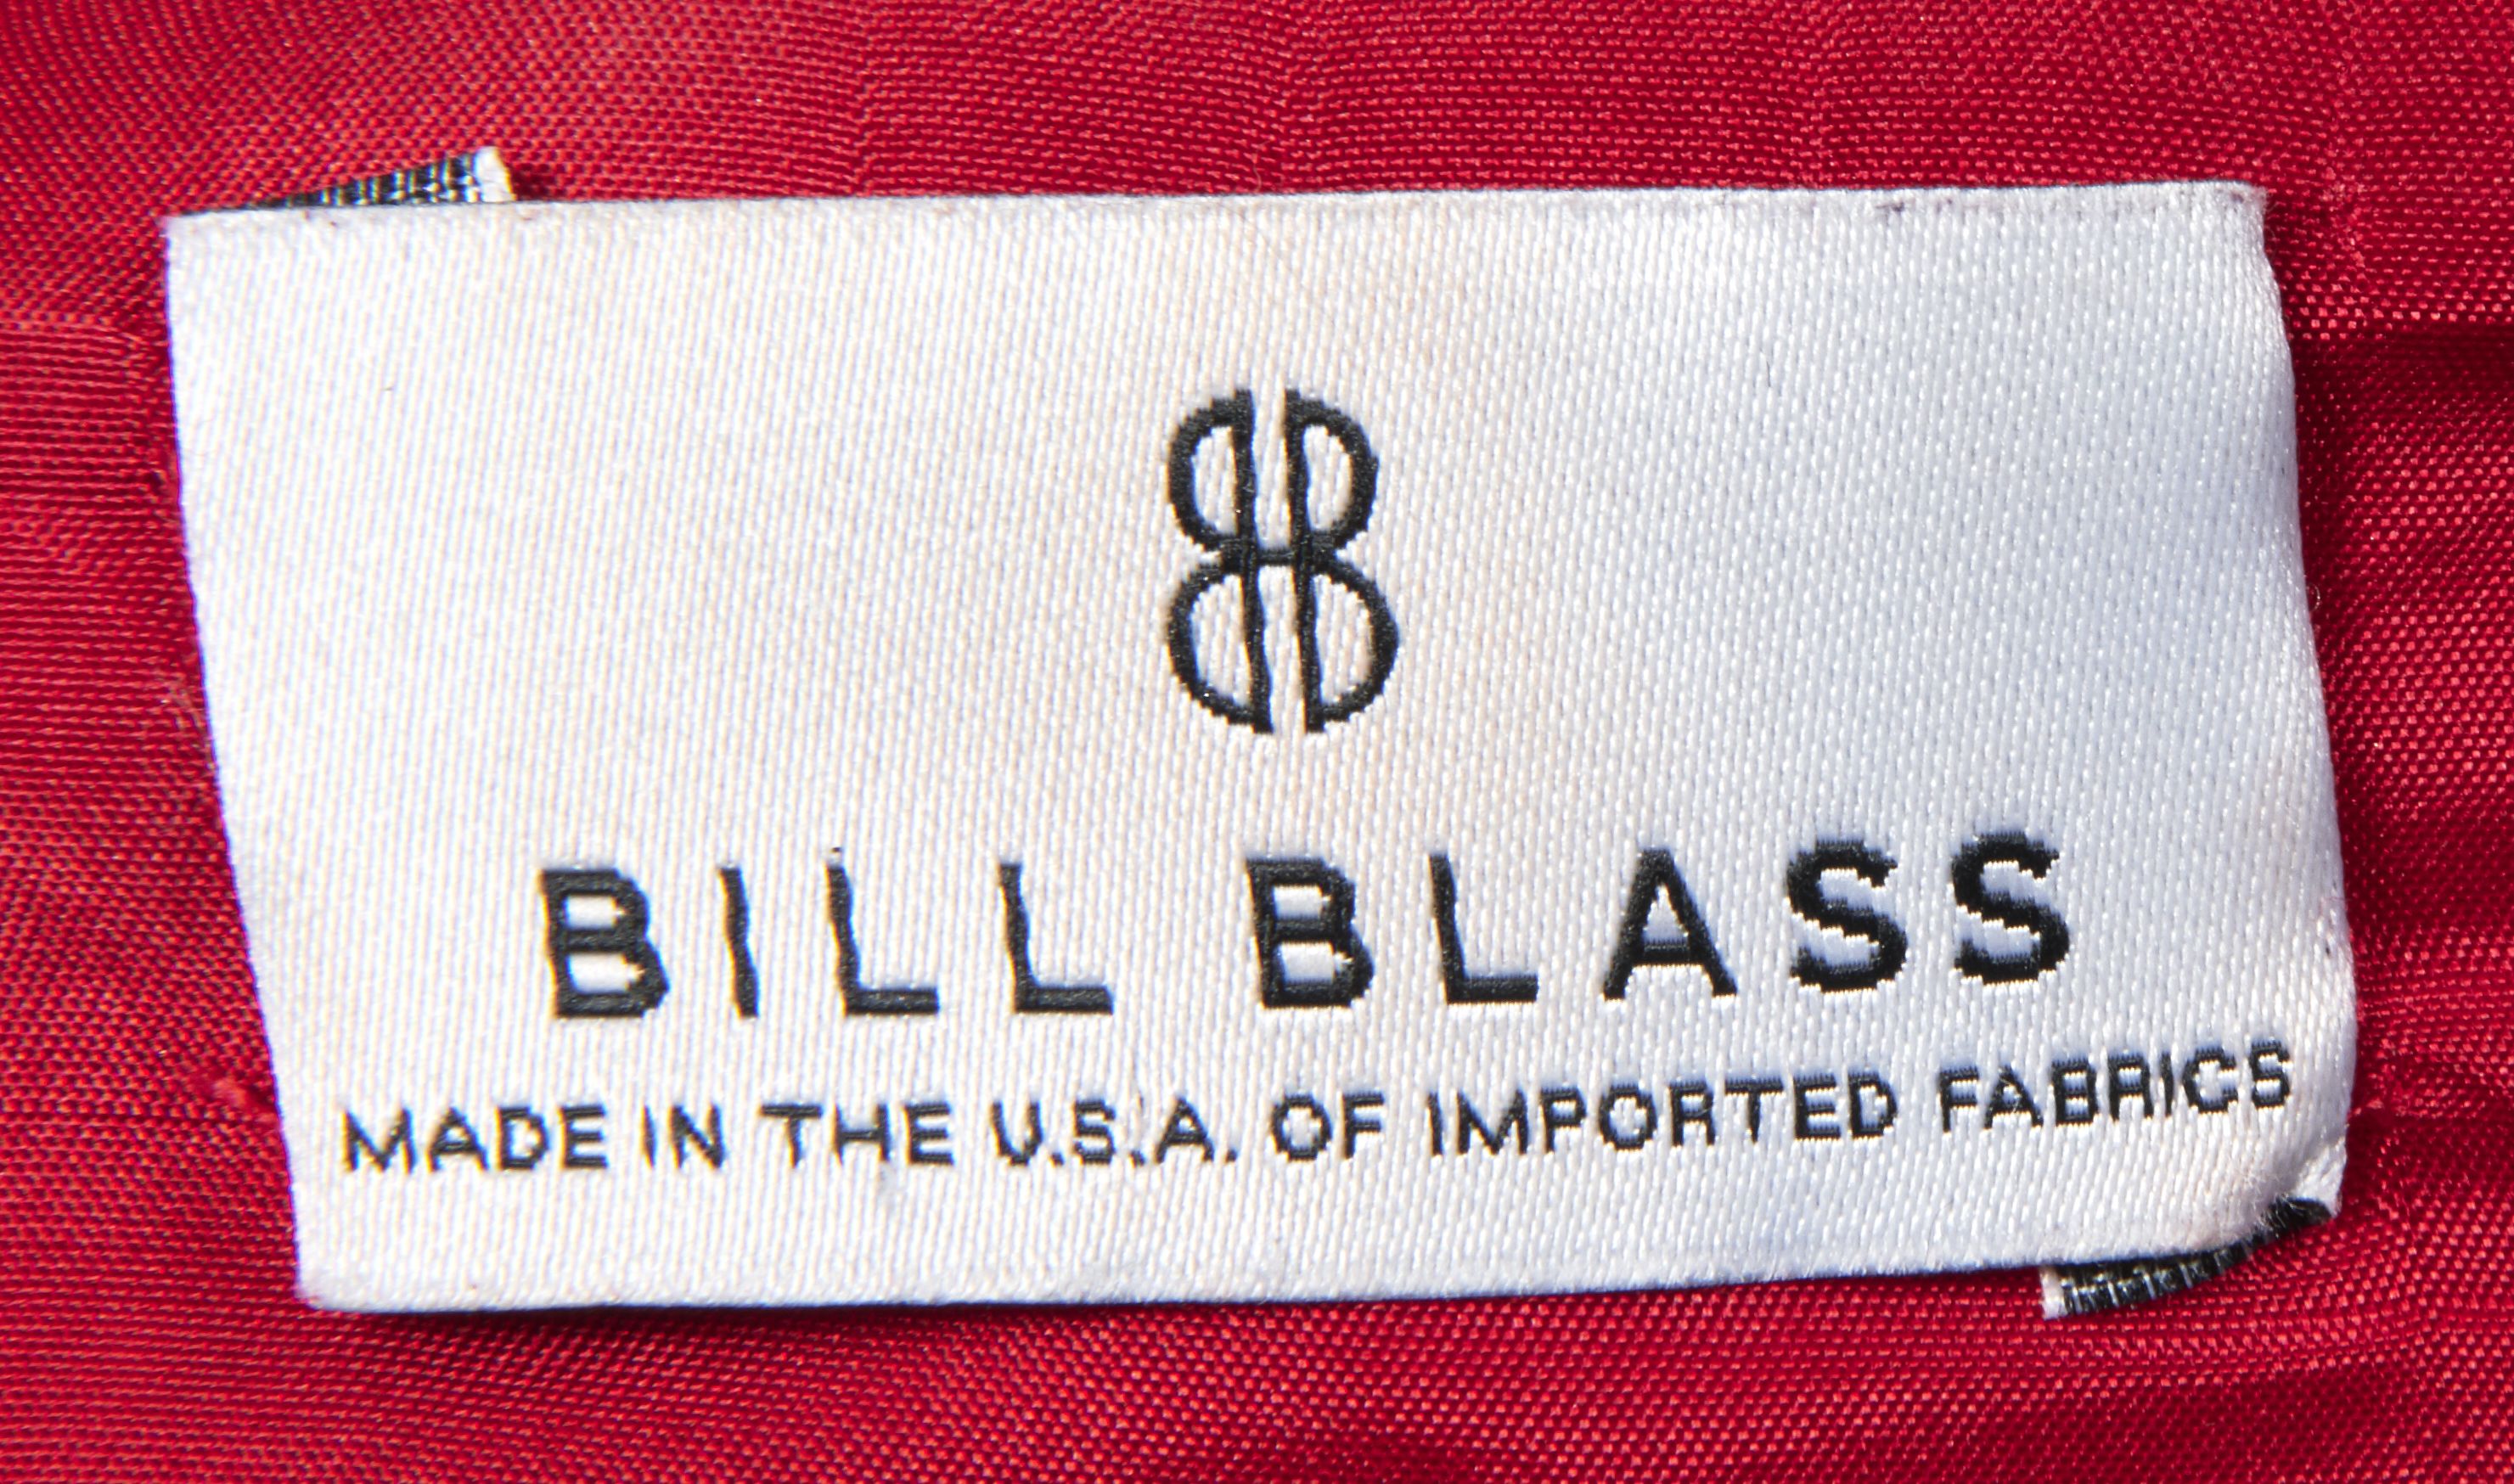 BILL BLASS
MADE IN THE U.S.A. OF IMPORTED FABRICS